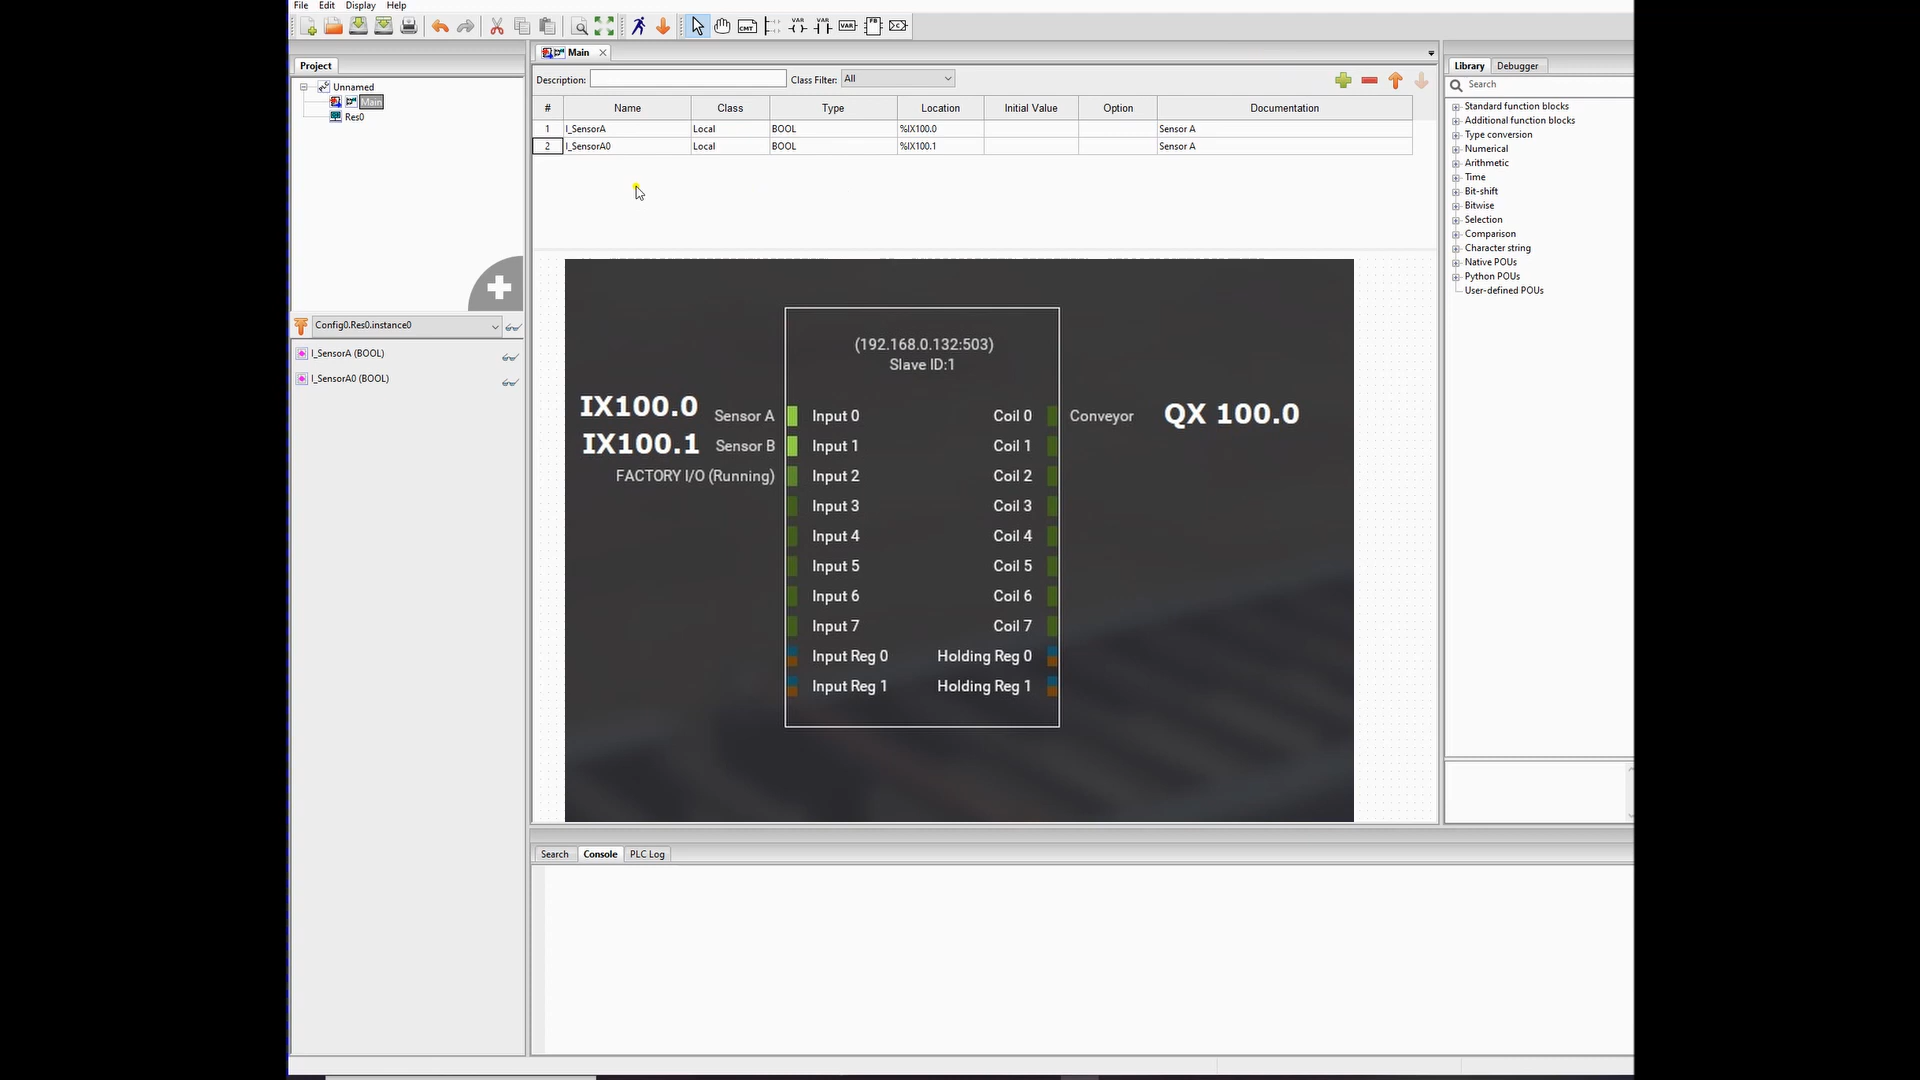 File Edit Display Help
CMT VAR VAR VAR FB
Project
Unnamed
Main
Res0
Config0.Res0.instance0
I_SensorA (BOOL)
I_SensorA0 (BOOL)
Main
Description: Class Filter: All
# Name Class Type Location Initial Value Option Documentation
1 I_SensorA Local BOOL %IX100.0 Sensor A
2 I_SensorA0 Local BOOL %IX100.1 Sensor A
(192.168.0.132:503)
Slave ID:1
IX100.0 Sensor A Input 0 Coil 0 Conveyor QX 100.0
IX100.1 Sensor B Input 1 Coil 1
FACTORY I/O (Running) Input 2 Coil 2
Input 3 Coil 3
Input 4 Coil 4
Input 5 Coil 5
Input 6 Coil 6
Input 7 Coil 7
Input Reg 0 Holding Reg 0
Input Reg 1 Holding Reg 1
Search Console PLC Log
Library Debugger
Search
Standard function blocks
Additional function blocks
Type conversion
Numerical
Arithmetic
Time
Bit-shift
Bitwise
Selection
Comparison
Character string
Native POUs
Python POUs
User-defined POUs